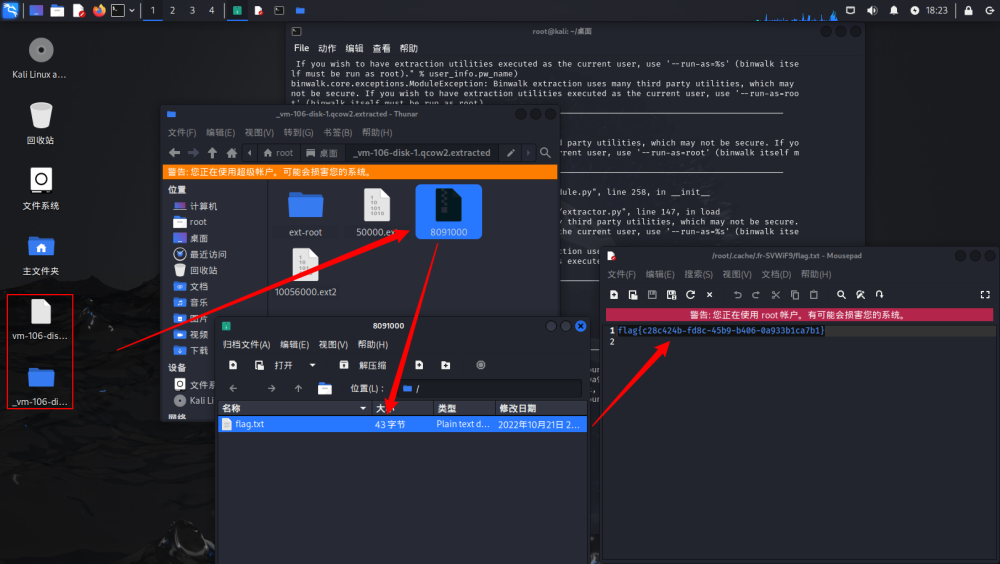 1 2 3 4
18:23
Kali Linux a...
回收站
文件系统
主文件夹
vm-106-dis...
_vm-106-d...
root@kali: ~/桌面
File 动作 编辑 查看 帮助
If you wish to have extraction utilities executed as the current user, use '--run-as=%s' (binwalk itse
lf must be run as root)." % user_info.pw_name)
binwalk.core.exceptions.ModuleException: Binwalk extraction uses many third party utilities, which may
not be secure. If you wish to have extraction utilities executed as the current user, use '--run-as=roo
t' (binwalk itself must be run as root).
d party utilities, which may not be secure. If yo
rrent user, use '--run-as=root' (binwalk itself m
dule.py", line 258, in __init__
/extractor.py", line 147, in load
y third party utilities, which may not be secure.
the current user, use '--run-as=%s' (binwalk itse
_vm-106-disk-1.qcow2.extracted - Thunar
文件(F) 编辑(E) 视图(V) 转到(G) 书签(B) 帮助(H)
root 桌面 _vm-106-disk-1.qcow2.extracted
警告: 您正在使用超级帐户。可能会损害您的系统。
位置
计算机
root
桌面
最近访问
回收站
文档
音乐
图片
视频
下载
设备
文件系
Kali Lin
网络
ext-root
50000.ex
8091000
10056000.ext2
8091000
归档文件(A) 编辑(E) 视图(V) 帮助(H)
打开 解压缩
位置(L): /
名称 大小 类型 修改日期
flag.txt 43 字节 Plain text d... 2022年10月21日 2...
/root/.cache/.fr-SVWiF9/flag.txt - Mousepad
文件(F) 编辑(E) 搜索(S) 视图(V) 文档(D) 帮助(H)
警告: 您正在使用 root 帐户。有可能会损害您的系统。
1 flag{c28c424b-fd8c-45b9-b406-0a933b1ca7b1}
2